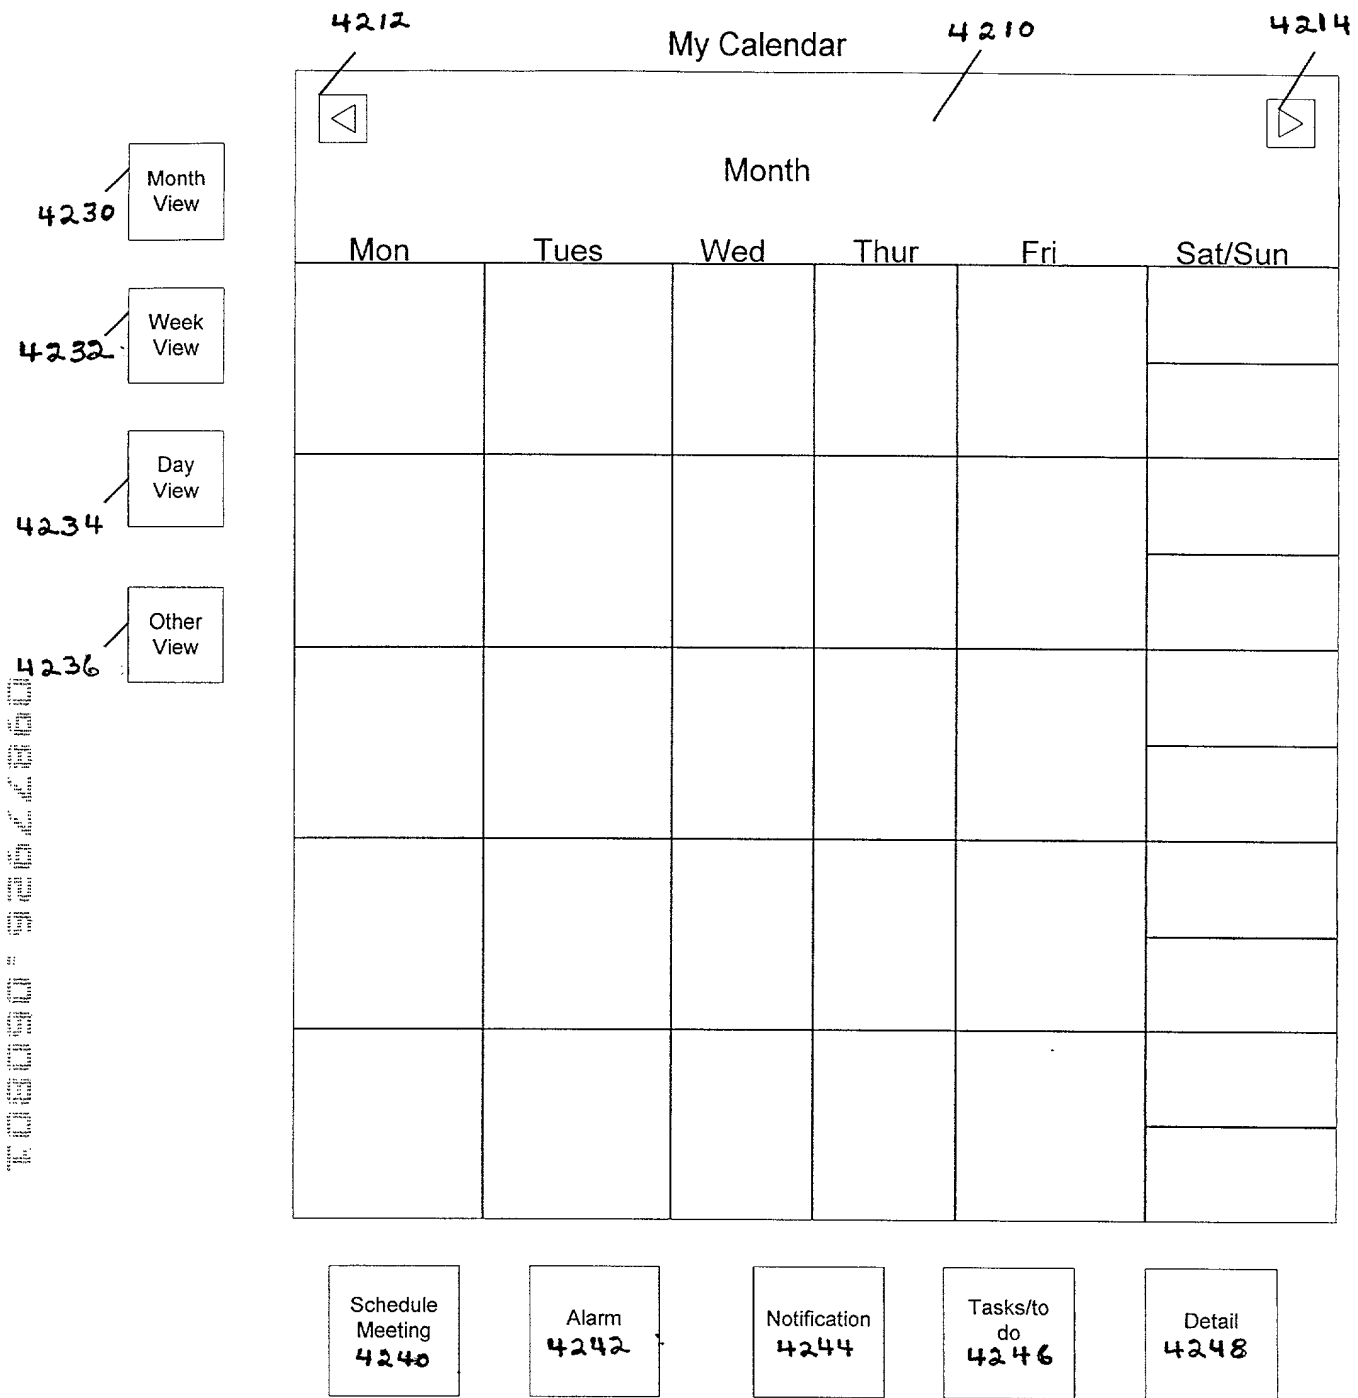 4212
My Calendar
4210
4214
Month
Month
View
4230
Mon Tues Wed Thur Fri Sat/Sun
Week
View
4232
Day
View
4234
Other
View
4236
Schedule
Meeting
4240
Alarm
4242
Notification
4244
Tasks/to
do
4246
Detail
4248